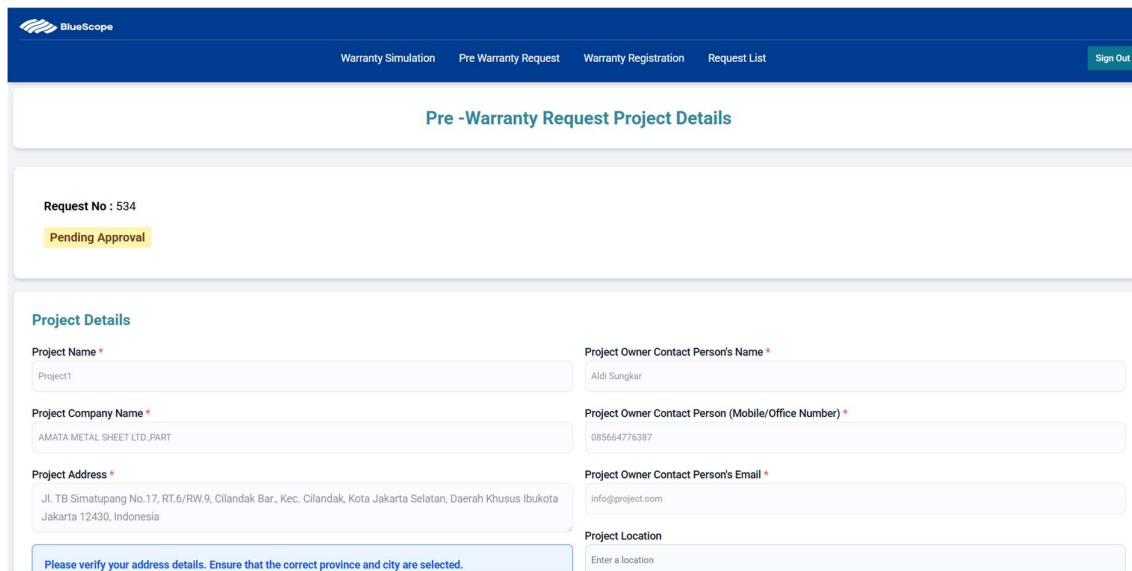 BlueScope
Warranty Simulation Pre Warranty Request Warranty Registration Request List Sign Out
Pre -Warranty Request Project Details
Request No : 534
Pending Approval
Project Details
Project Name *
Project1
Project Company Name *
AMATA METAL SHEET LTD.,PART
Project Address *
Jl. TB Simatupang No.17, RT.6/RW.9, Cilandak Bar., Kec. Cilandak, Kota Jakarta Selatan, Daerah Khusus Ibukota
Jakarta 12430, Indonesia
Please verify your address details. Ensure that the correct province and city are selected.
Project Owner Contact Person's Name *
Aldi Sungkar
Project Owner Contact Person (Mobile/Office Number) *
085664776387
Project Owner Contact Person's Email *
info@project.com
Project Location
Enter a location